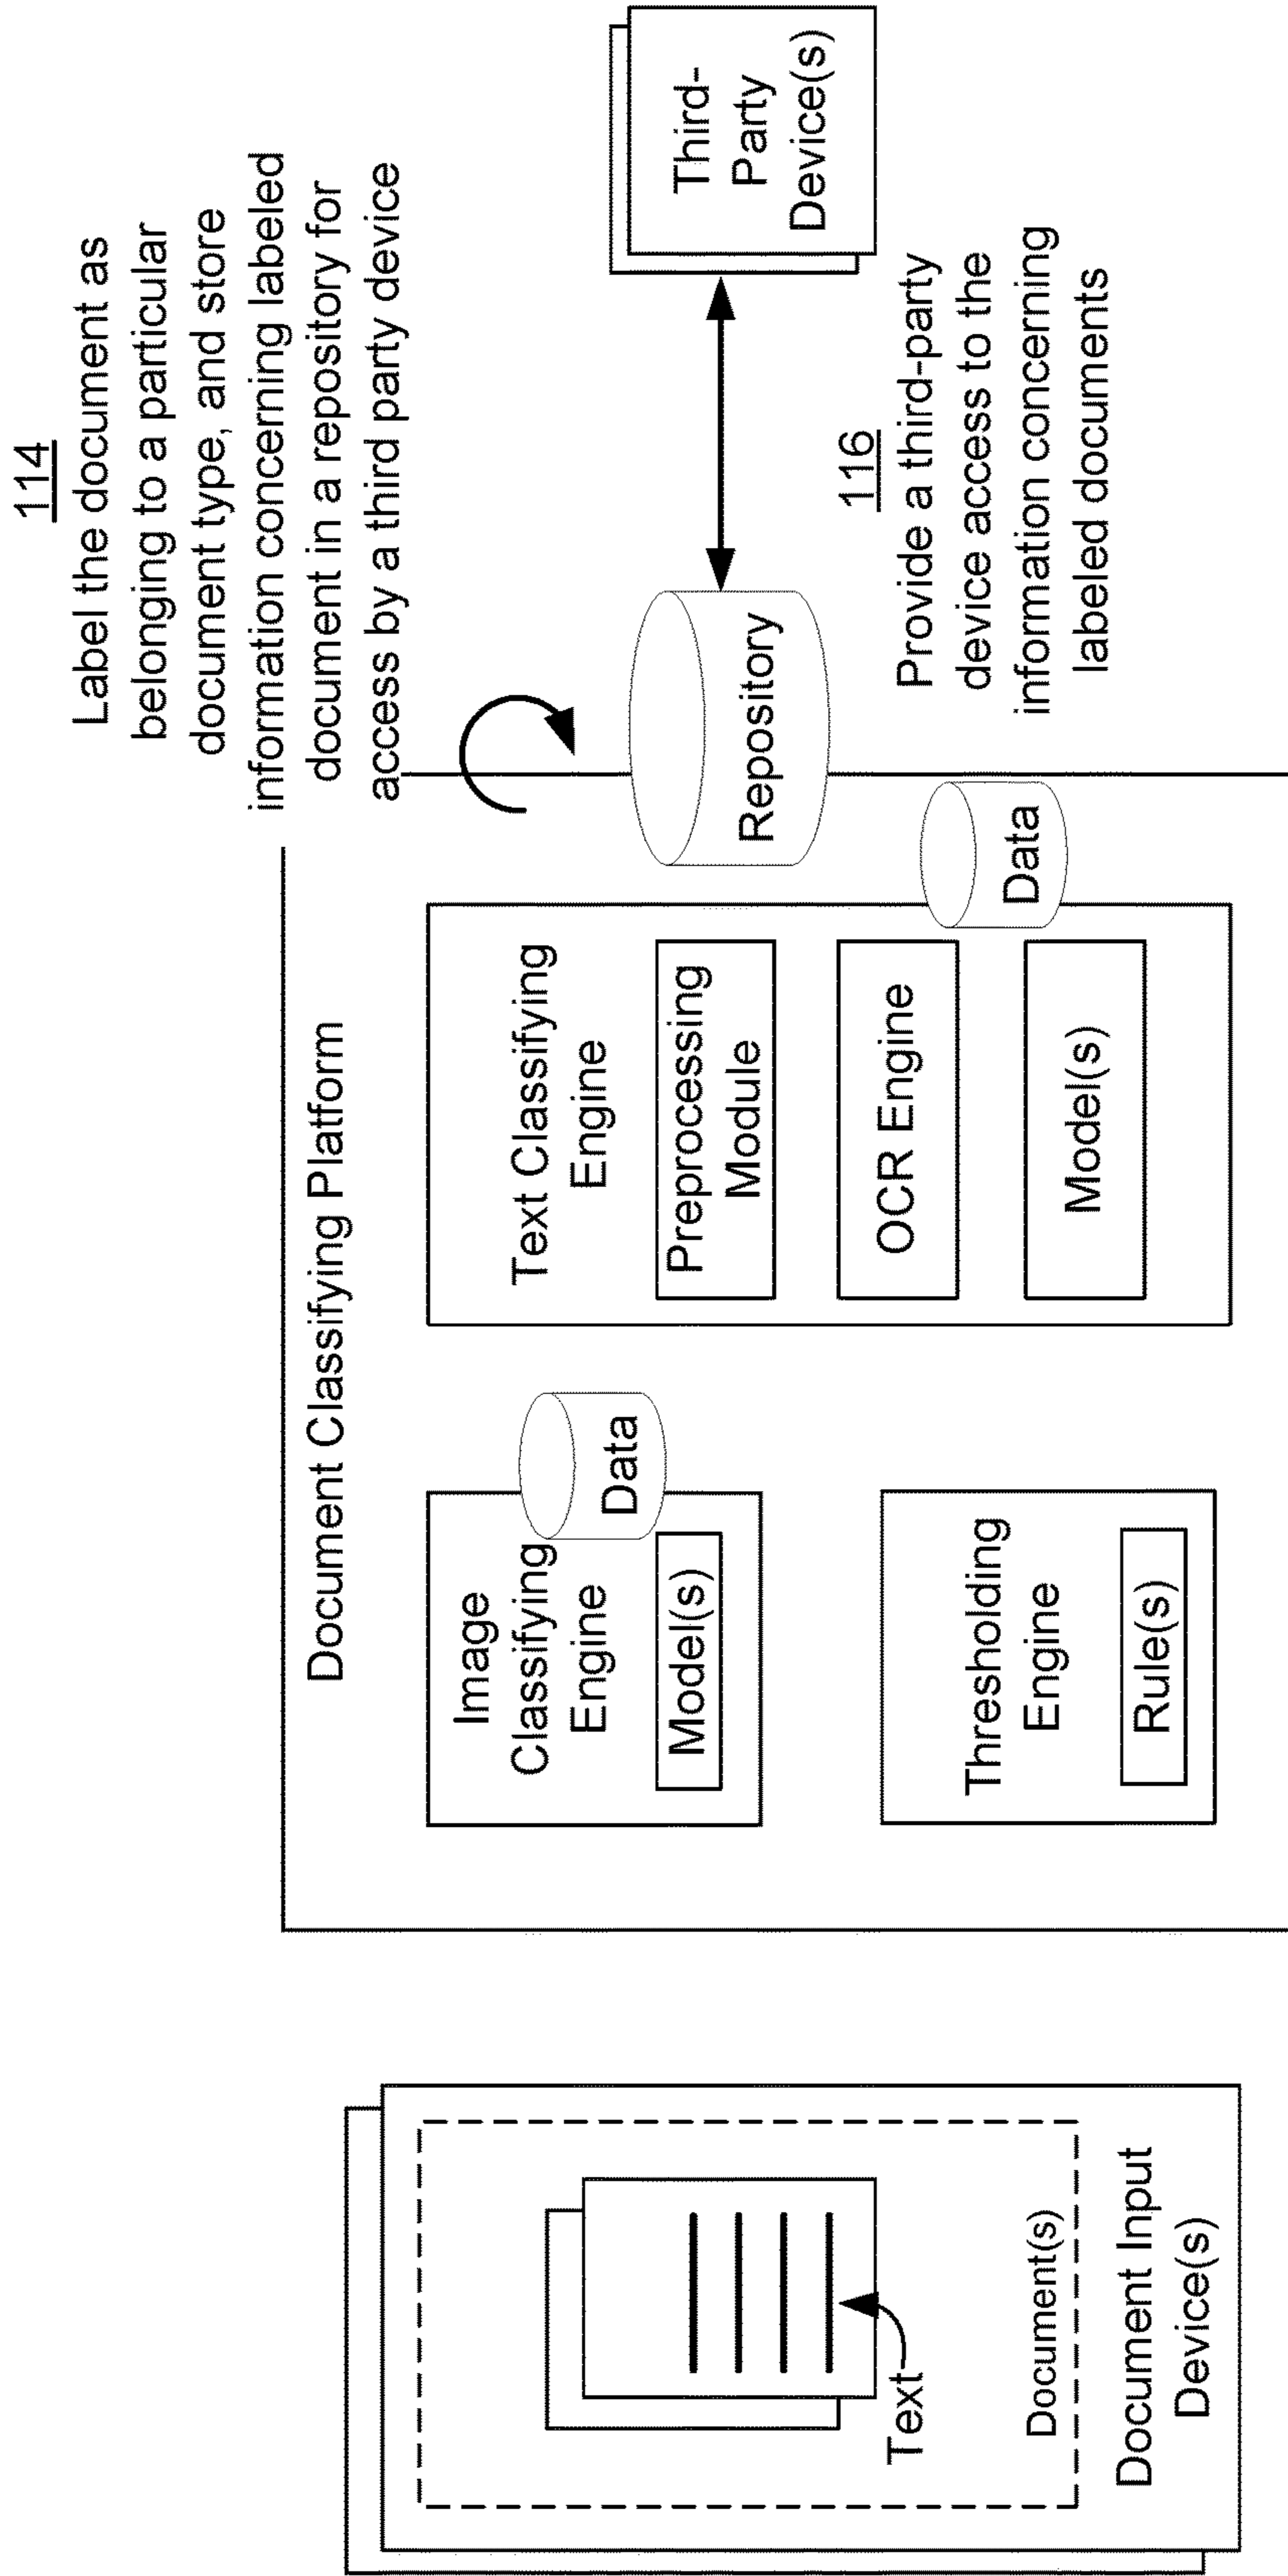 114
Label the document as
belonging to a particular
document type, and store
information concerning labeled
document in a repository for
access by a third party device
Document Classifying Platform
Image
Classifying
Engine
Model(s)
Data
Text Classifying
Engine
Preprocessing
Module
OCR Engine
Model(s)
Data
Thresholding
Engine
Rule(s)
Repository
Third-
Party
Device(s)
116
Provide a third-party
device access to the
information concerning
labeled documents
Text
Document(s)
Document Input
Device(s)